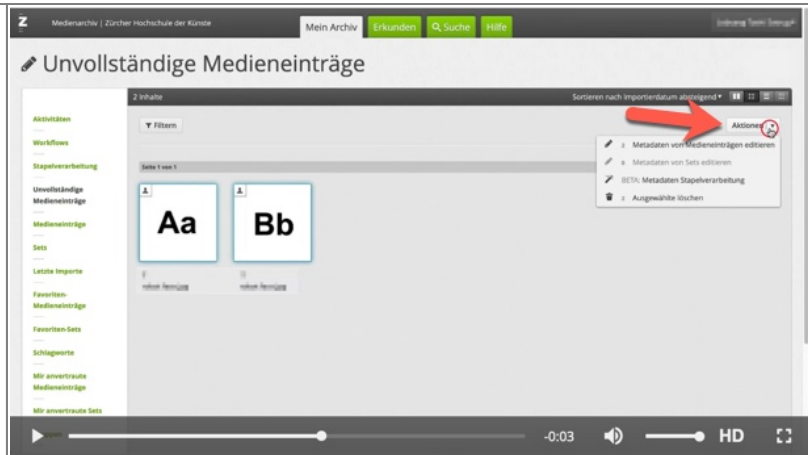 Z Medienarchiv | Zürcher Hochschule der Künste
Mein Archiv Erkunden Suche Hilfe
Unvollständige Medieneinträge
2 Inhalte
Sortieren nach Importierdatum absteigend
Aktivitäten
Workflows
Stapelverarbeitung
Unvollständige
Medieneinträge
Medieneinträge
Sets
Letzte Importe
Favoriten-
Medieneinträge
Favoriten-Sets
Schlagworte
Mir anvertraute
Medieneinträge
Mir anvertraute Sets
Filtern
Aktionen
2 Metadaten von Medieneinträgen editieren
0 Metadaten von Sets editieren
BETA: Metadaten Stapelverarbeitung
2 Ausgewählte löschen
Seite 1 von 1
Aa
Bb
-0:03 HD